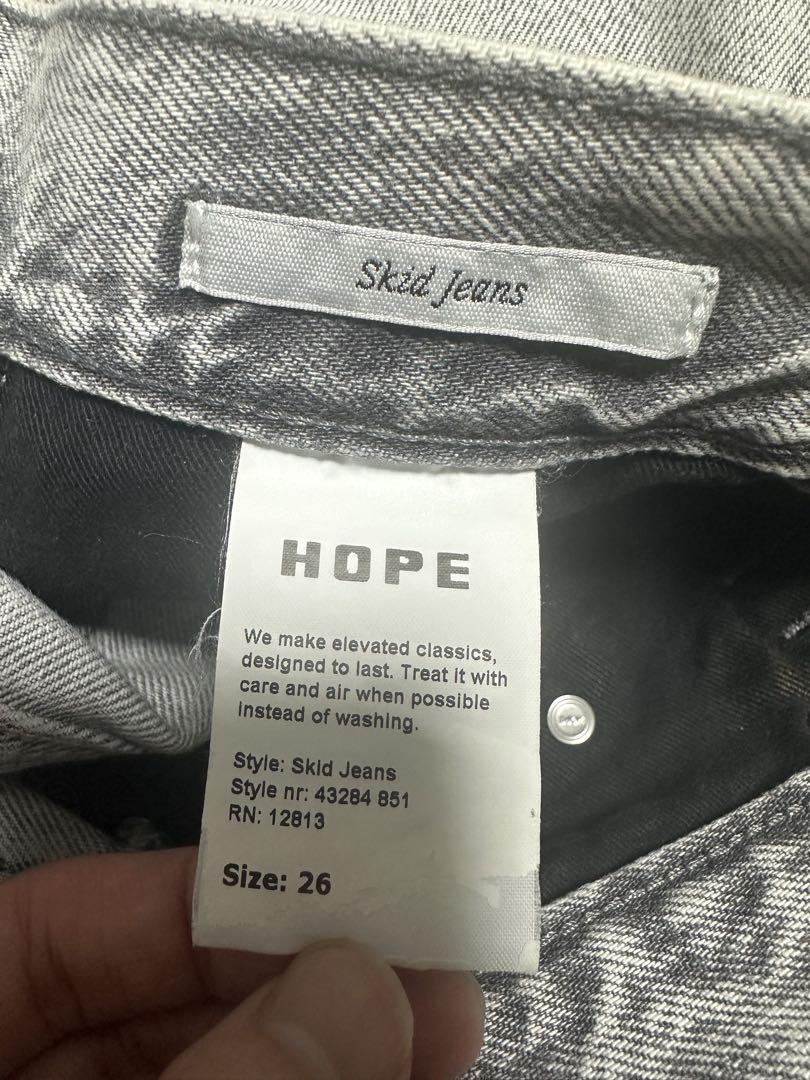 Skid Jeans
HOPE
We make elevated classics,
designed to last. Treat it with
care and air when possible
instead of washing.
Style: Skid Jeans
Style nr: 43284 851
RN: 12813
Size: 26